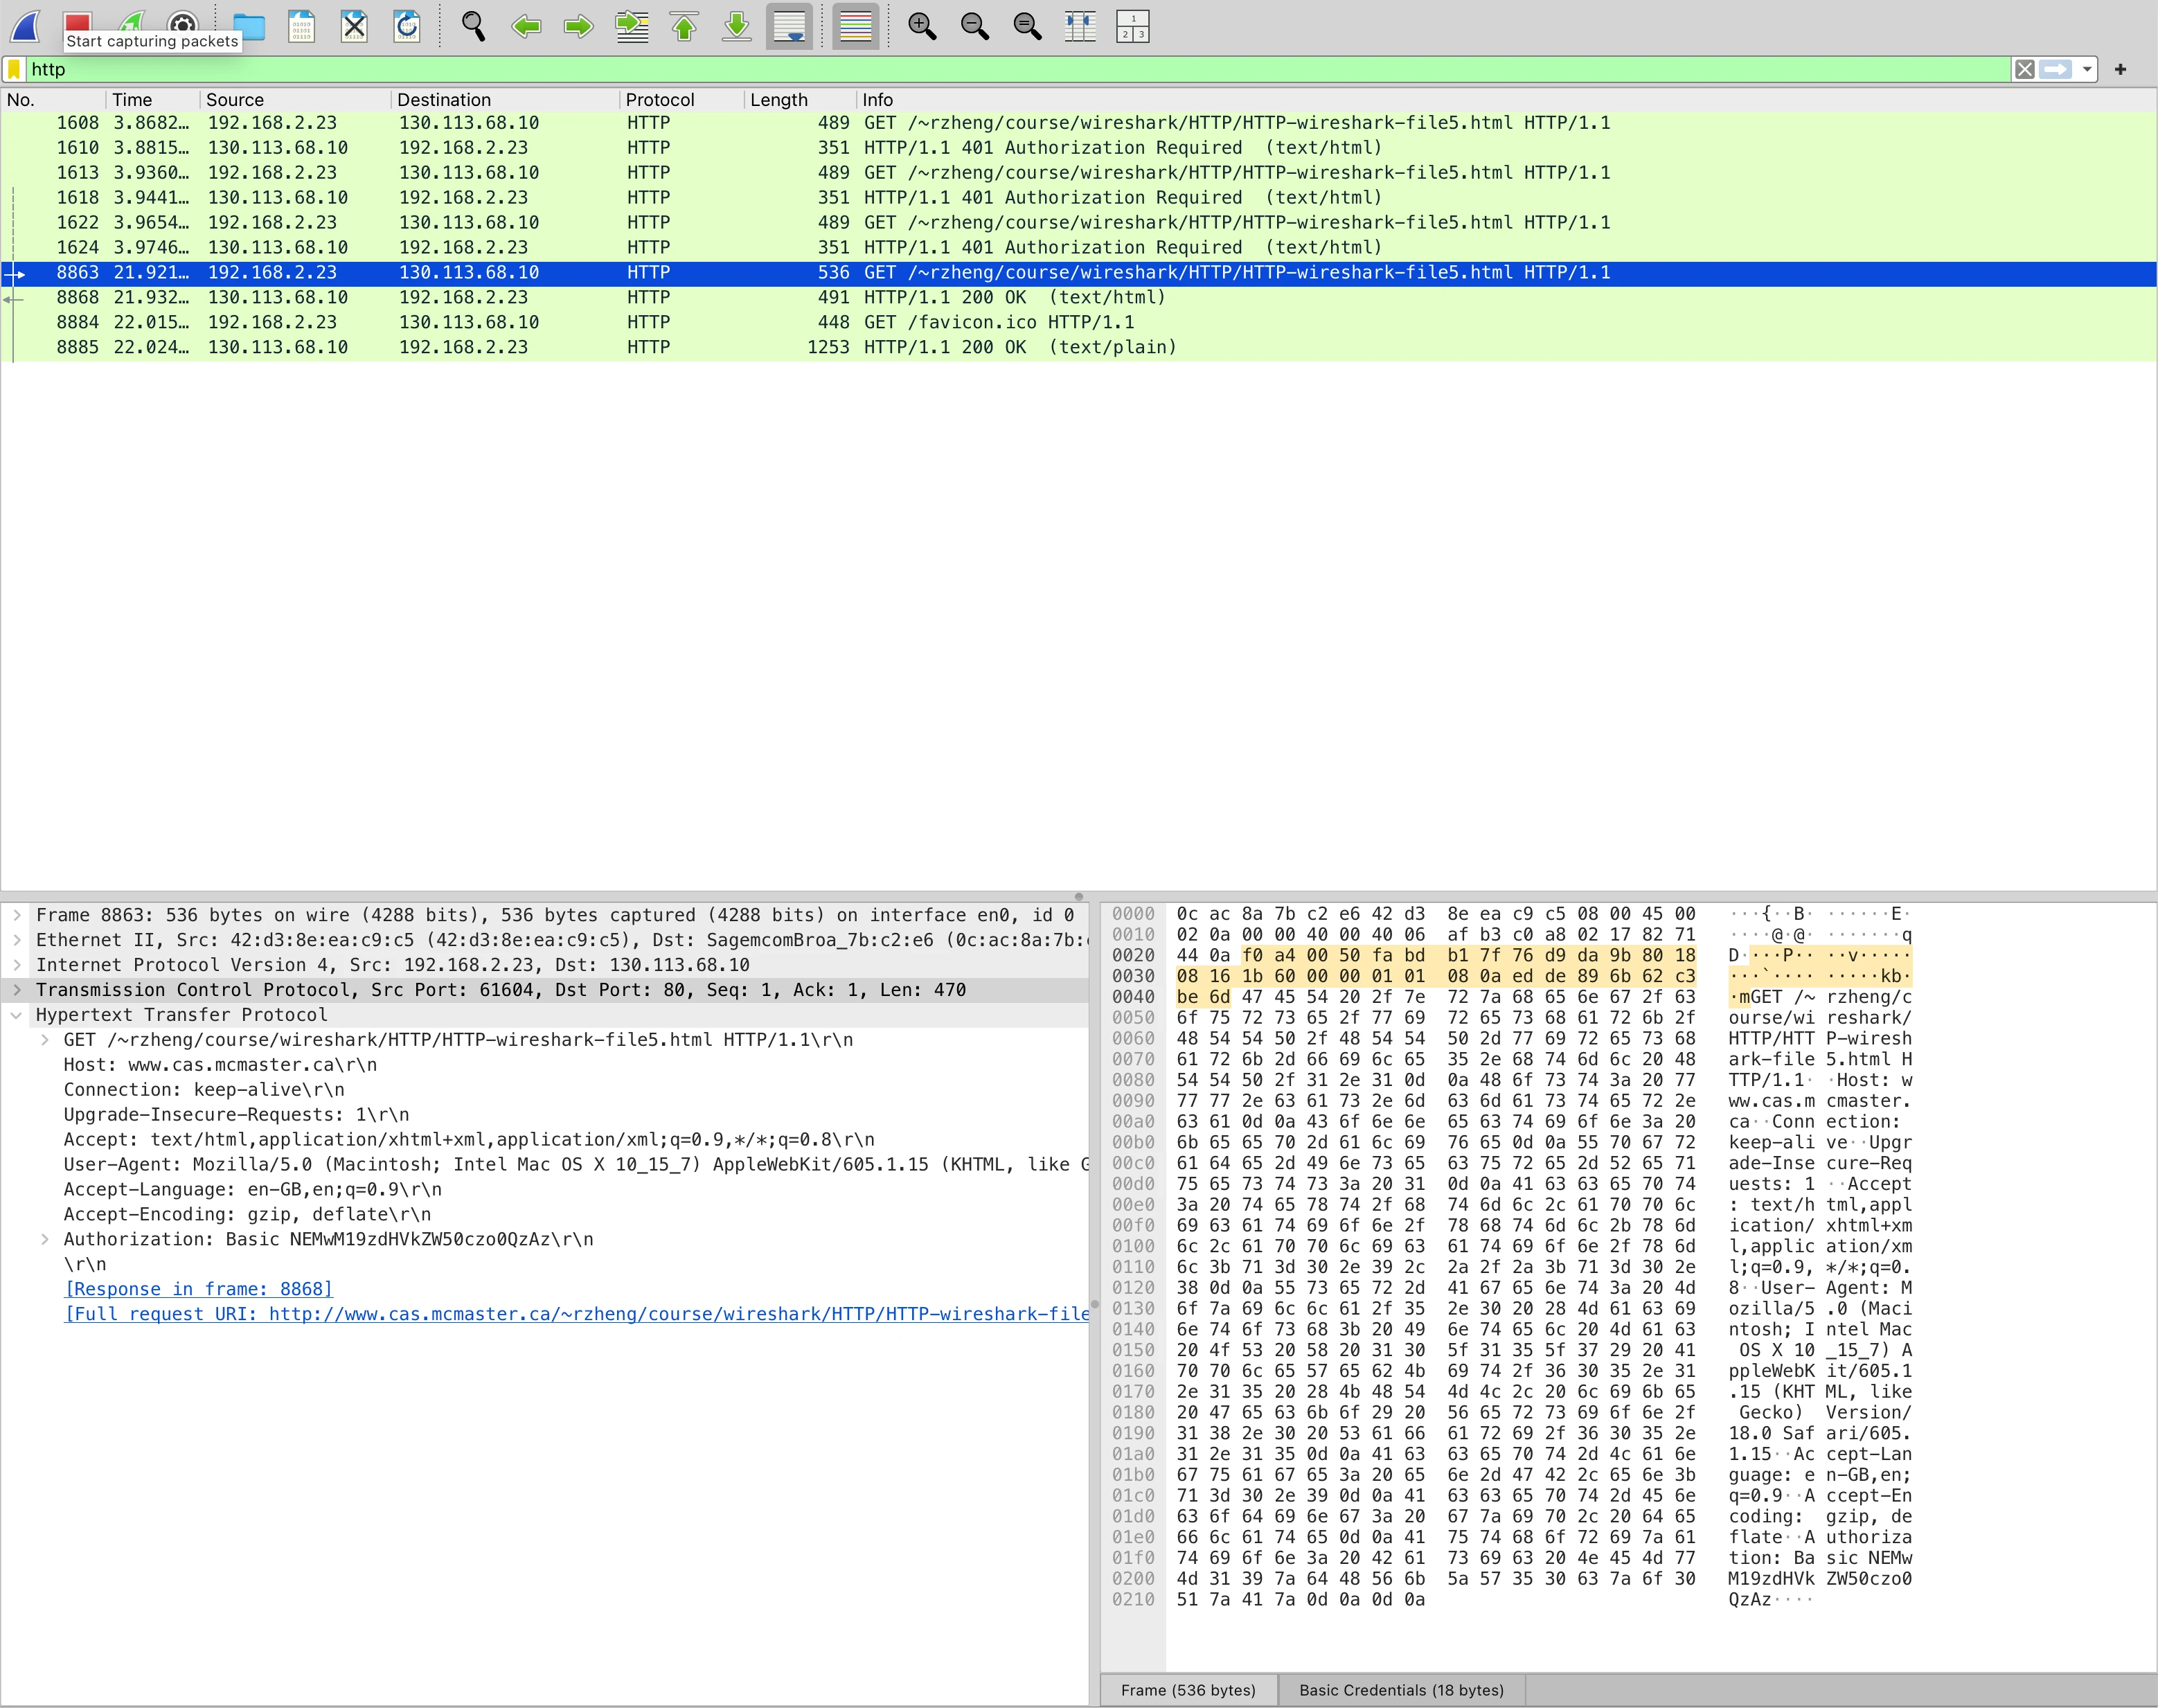 Start capturing packets
http
No. Time Source Destination Protocol Length Info
1608 3.8682… 192.168.2.23 130.113.68.10 HTTP 489 GET /~rzheng/course/wireshark/HTTP/HTTP-wireshark-file5.html HTTP/1.1
1610 3.8815… 130.113.68.10 192.168.2.23 HTTP 351 HTTP/1.1 401 Authorization Required (text/html)
1613 3.9360… 192.168.2.23 130.113.68.10 HTTP 489 GET /~rzheng/course/wireshark/HTTP/HTTP-wireshark-file5.html HTTP/1.1
1618 3.9441… 130.113.68.10 192.168.2.23 HTTP 351 HTTP/1.1 401 Authorization Required (text/html)
1622 3.9654… 192.168.2.23 130.113.68.10 HTTP 489 GET /~rzheng/course/wireshark/HTTP/HTTP-wireshark-file5.html HTTP/1.1
1624 3.9746… 130.113.68.10 192.168.2.23 HTTP 351 HTTP/1.1 401 Authorization Required (text/html)
8863 21.921… 192.168.2.23 130.113.68.10 HTTP 536 GET /~rzheng/course/wireshark/HTTP/HTTP-wireshark-file5.html HTTP/1.1
8868 21.932… 130.113.68.10 192.168.2.23 HTTP 491 HTTP/1.1 200 OK (text/html)
8884 22.015… 192.168.2.23 130.113.68.10 HTTP 448 GET /favicon.ico HTTP/1.1
8885 22.024… 130.113.68.10 192.168.2.23 HTTP 1253 HTTP/1.1 200 OK (text/plain)
Frame 8863: 536 bytes on wire (4288 bits), 536 bytes captured (4288 bits) on interface en0, id 0
Ethernet II, Src: 42:d3:8e:ea:c9:c5 (42:d3:8e:ea:c9:c5), Dst: SagemcomBroa_7b:c2:e6 (0c:ac:8a:7b:
Internet Protocol Version 4, Src: 192.168.2.23, Dst: 130.113.68.10
Transmission Control Protocol, Src Port: 61604, Dst Port: 80, Seq: 1, Ack: 1, Len: 470
Hypertext Transfer Protocol
GET /~rzheng/course/wireshark/HTTP/HTTP-wireshark-file5.html HTTP/1.1\r\n
Host: www.cas.mcmaster.ca\r\n
Connection: keep-alive\r\n
Upgrade-Insecure-Requests: 1\r\n
Accept: text/html,application/xhtml+xml,application/xml;q=0.9,*/*;q=0.8\r\n
User-Agent: Mozilla/5.0 (Macintosh; Intel Mac OS X 10_15_7) AppleWebKit/605.1.15 (KHTML, like G
Accept-Language: en-GB,en;q=0.9\r\n
Accept-Encoding: gzip, deflate\r\n
Authorization: Basic NEMwM19zdHVkZW50czo0QzAz\r\n
\r\n
[Response in frame: 8868]
[Full request URI: http://www.cas.mcmaster.ca/~rzheng/course/wireshark/HTTP/HTTP-wireshark-file
0000 0c ac 8a 7b c2 e6 42 d3 8e ea c9 c5 08 00 45 00 ···{··B· ······E·
0010 02 0a 00 00 40 00 40 06 af b3 c0 a8 02 17 82 71 ····@·@· ·······q
0020 44 0a f0 a4 00 50 fa bd b1 7f 76 d9 da 9b 80 18 D····P·· ··v·····
0030 08 16 1b 60 00 00 01 01 08 0a ed de 89 6b 62 c3 ···`···· ·····kb·
0040 be 6d 47 45 54 20 2f 7e 72 7a 68 65 6e 67 2f 63 ·mGET /~ rzheng/c
0050 6f 75 72 73 65 2f 77 69 72 65 73 68 61 72 6b 2f ourse/wi reshark/
0060 48 54 54 50 2f 48 54 54 50 2d 77 69 72 65 73 68 HTTP/HTT P-wiresh
0070 61 72 6b 2d 66 69 6c 65 35 2e 68 74 6d 6c 20 48 ark-file 5.html H
0080 54 54 50 2f 31 2e 31 0d 0a 48 6f 73 74 3a 20 77 TTP/1.1· ·Host: w
0090 77 77 2e 63 61 73 2e 6d 63 6d 61 73 74 65 72 2e ww.cas.m cmaster.
00a0 63 61 0d 0a 43 6f 6e 6e 65 63 74 69 6f 6e 3a 20 ca··Conn ection:
00b0 6b 65 65 70 2d 61 6c 69 76 65 0d 0a 55 70 67 72 keep-ali ve··Upgr
00c0 61 64 65 2d 49 6e 73 65 63 75 72 65 2d 52 65 71 ade-Inse cure-Req
00d0 75 65 73 74 73 3a 20 31 0d 0a 41 63 63 65 70 74 uests: 1 ··Accept
00e0 3a 20 74 65 78 74 2f 68 74 6d 6c 2c 61 70 70 6c : text/h tml,appl
00f0 69 63 61 74 69 6f 6e 2f 78 68 74 6d 6c 2b 78 6d ication/ xhtml+xm
0100 6c 2c 61 70 70 6c 69 63 61 74 69 6f 6e 2f 78 6d l,applic ation/xm
0110 6c 3b 71 3d 30 2e 39 2c 2a 2f 2a 3b 71 3d 30 2e l;q=0.9, */*;q=0.
0120 38 0d 0a 55 73 65 72 2d 41 67 65 6e 74 3a 20 4d 8··User- Agent: M
0130 6f 7a 69 6c 6c 61 2f 35 2e 30 20 28 4d 61 63 69 ozilla/5 .0 (Maci
0140 6e 74 6f 73 68 3b 20 49 6e 74 65 6c 20 4d 61 63 ntosh; I ntel Mac
0150 20 4f 53 20 58 20 31 30 5f 31 35 5f 37 29 20 41 OS X 10 _15_7) A
0160 70 70 6c 65 57 65 62 4b 69 74 2f 36 30 35 2e 31 ppleWebK it/605.1
0170 2e 31 35 20 28 4b 48 54 4d 4c 2c 20 6c 69 6b 65 .15 (KHT ML, like
0180 20 47 65 63 6b 6f 29 20 56 65 72 73 69 6f 6e 2f Gecko) Version/
0190 31 38 2e 30 20 53 61 66 61 72 69 2f 36 30 35 2e 18.0 Saf ari/605.
01a0 31 2e 31 35 0d 0a 41 63 63 65 70 74 2d 4c 61 6e 1.15··Ac cept-Lan
01b0 67 75 61 67 65 3a 20 65 6e 2d 47 42 2c 65 6e 3b guage: e n-GB,en;
01c0 71 3d 30 2e 39 0d 0a 41 63 63 65 70 74 2d 45 6e q=0.9··A ccept-En
01d0 63 6f 64 69 6e 67 3a 20 67 7a 69 70 2c 20 64 65 coding: gzip, de
01e0 66 6c 61 74 65 0d 0a 41 75 74 68 6f 72 69 7a 61 flate··A uthoriza
01f0 74 69 6f 6e 3a 20 42 61 73 69 63 20 4e 45 4d 77 tion: Ba sic NEMw
0200 4d 31 39 7a 64 48 56 6b 5a 57 35 30 63 7a 6f 30 M19zdHVk ZW50czo0
0210 51 7a 41 7a 0d 0a 0d 0a QzAz····
Frame (536 bytes) Basic Credentials (18 bytes)